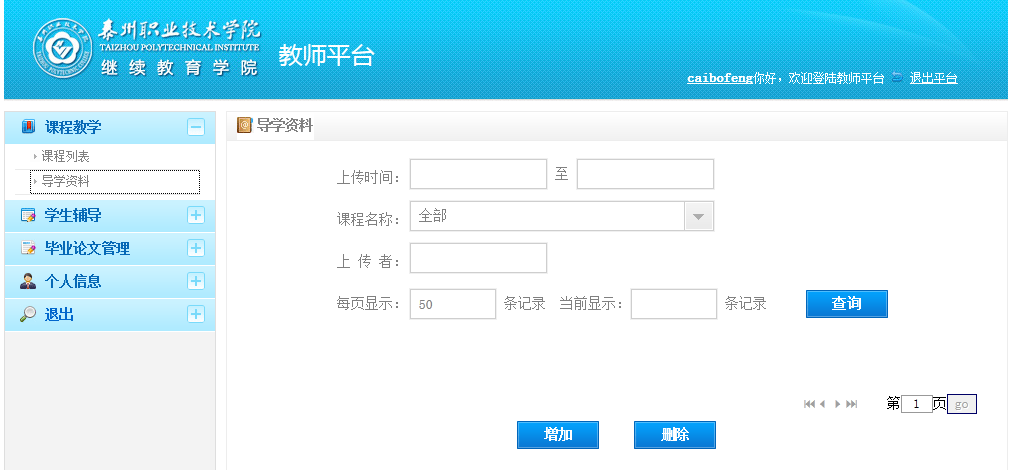 泰州职业技术学院
TAIZHOU POLYTECHNICAL INSTITUTE
继续教育学院
教师平台
caibofeng你好，欢迎登陆教师平台 退出平台
课程教学
课程列表
导学资料
学生辅导
毕业论文管理
个人信息
退出
导学资料
上传时间： 至
课程名称： 全部
上 传 者：
每页显示： 50 条记录 当前显示： 条记录 查询
第 1 页 go
增加 删除